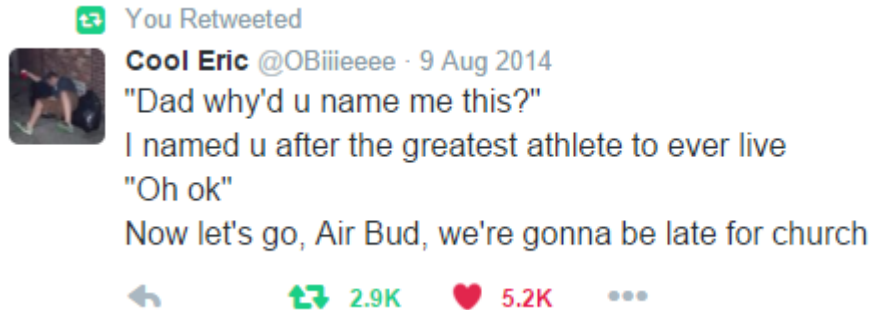 You Retweeted
Cool Eric @OBiiieeee · 9 Aug 2014
"Dad why'd u name me this?"
I named u after the greatest athlete to ever live
"Oh ok"
Now let's go, Air Bud, we're gonna be late for church
2.9K 5.2K